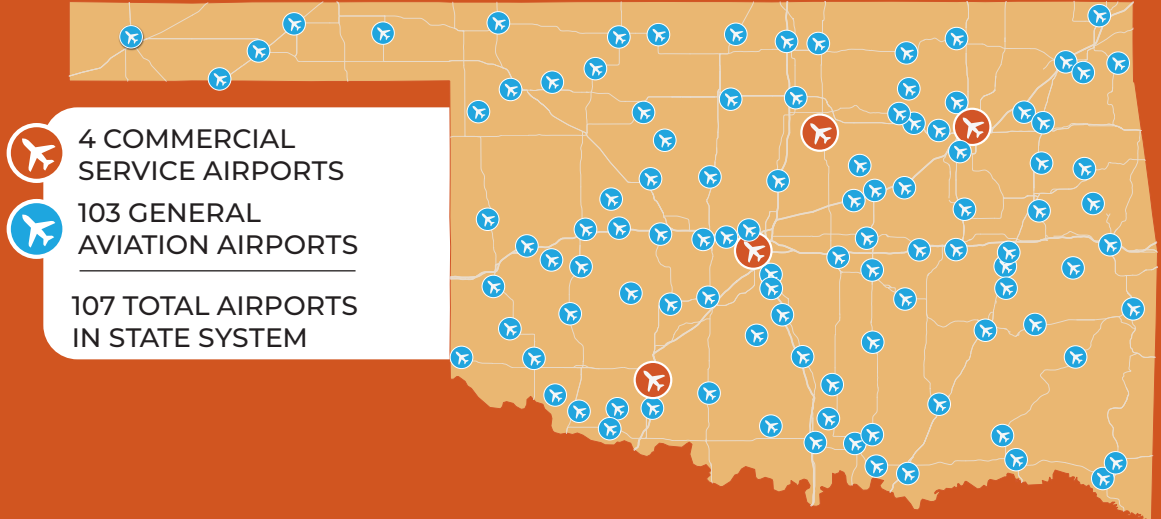 4 COMMERCIAL
SERVICE AIRPORTS
103 GENERAL
AVIATION AIRPORTS
107 TOTAL AIRPORTS
IN STATE SYSTEM